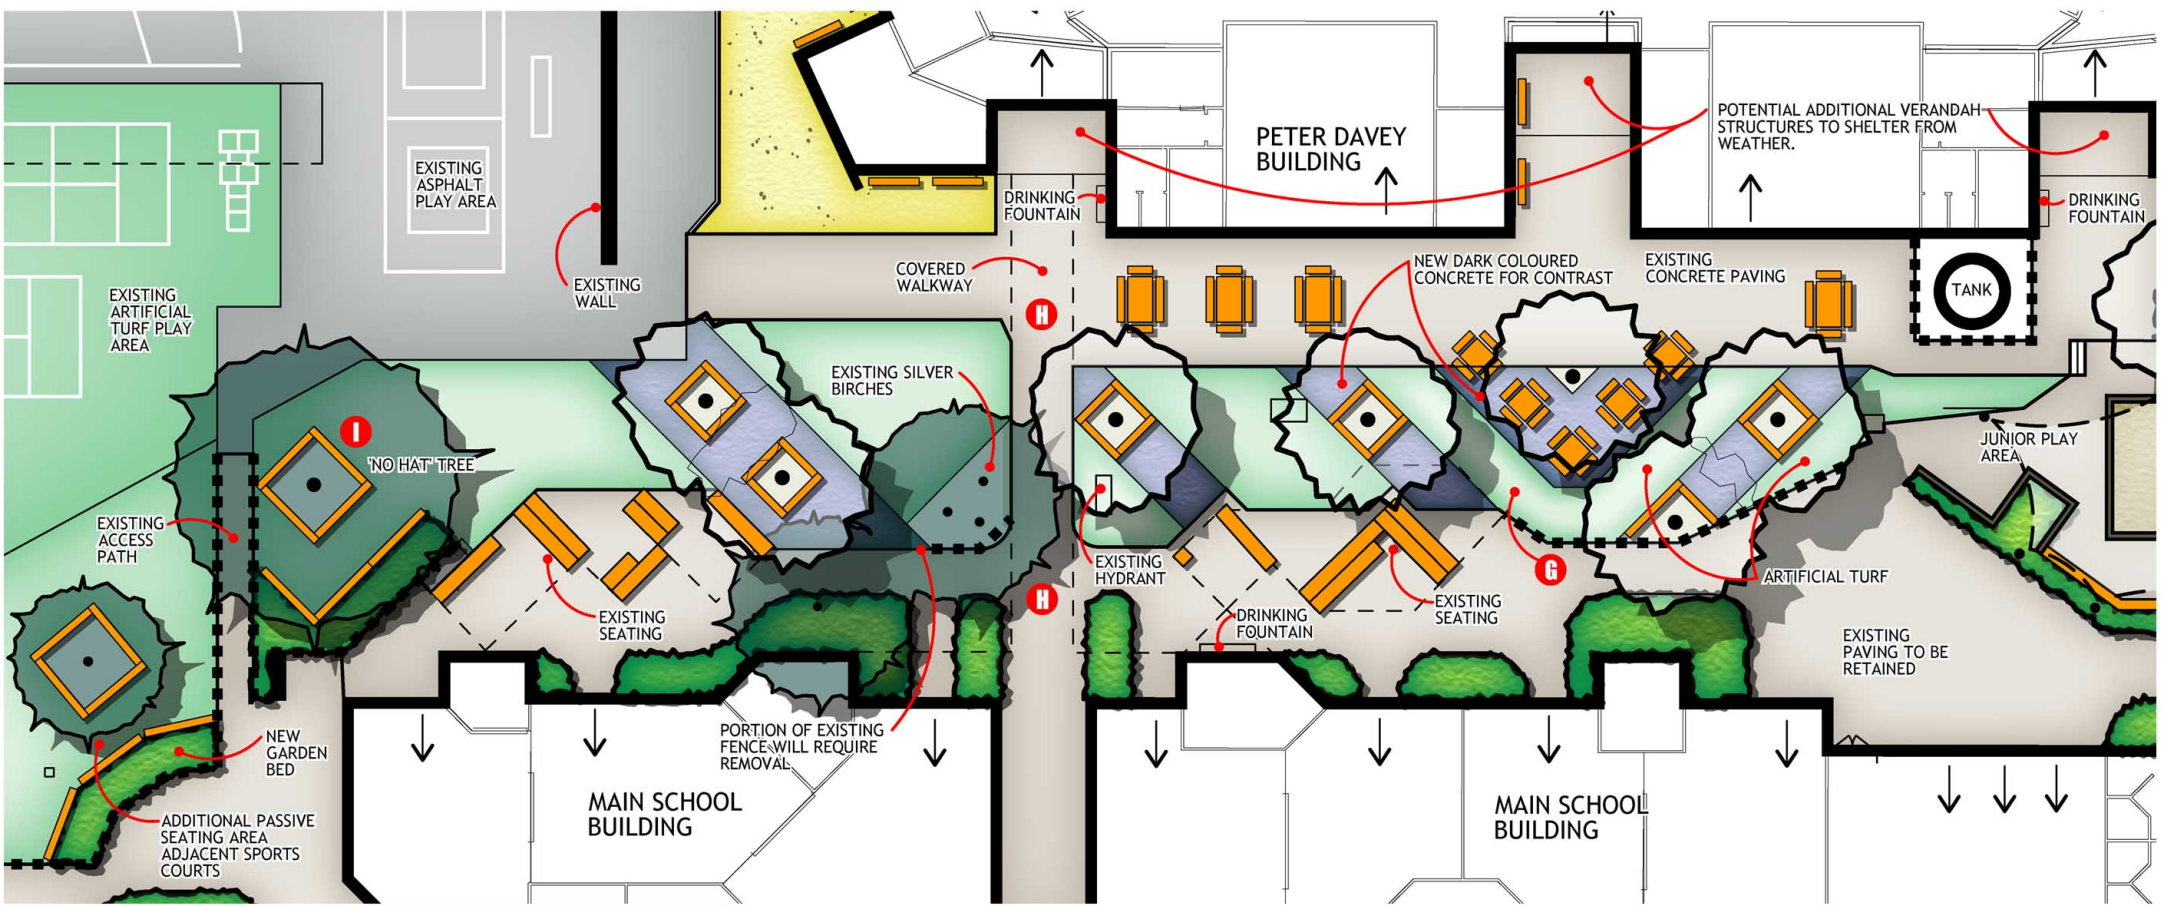 POTENTIAL ADDITIONAL VERANDAH
STRUCTURES TO SHELTER FROM
WEATHER.
PETER DAVEY
BUILDING
EXISTING
ASPHALT
PLAY AREA
DRINKING
FOUNTAIN
DRINKING
FOUNTAIN
COVERED
WALKWAY
NEW DARK COLOURED
CONCRETE FOR CONTRAST
EXISTING
CONCRETE PAVING
EXISTING
WALL
TANK
EXISTING
ARTIFICIAL
TURF PLAY
AREA
H
EXISTING SILVER
BIRCHES
I
'NO HAT' TREE
JUNIOR PLAY
AREA
EXISTING
ACCESS
PATH
EXISTING
HYDRANT
G
ARTIFICIAL TURF
H
EXISTING
SEATING
DRINKING
FOUNTAIN
EXISTING
SEATING
EXISTING
PAVING TO BE
RETAINED
NEW
GARDEN
BED
PORTION OF EXISTING
FENCE WILL REQUIRE
REMOVAL
MAIN SCHOOL
BUILDING
MAIN SCHOOL
BUILDING
ADDITIONAL PASSIVE
SEATING AREA
ADJACENT SPORTS
COURTS